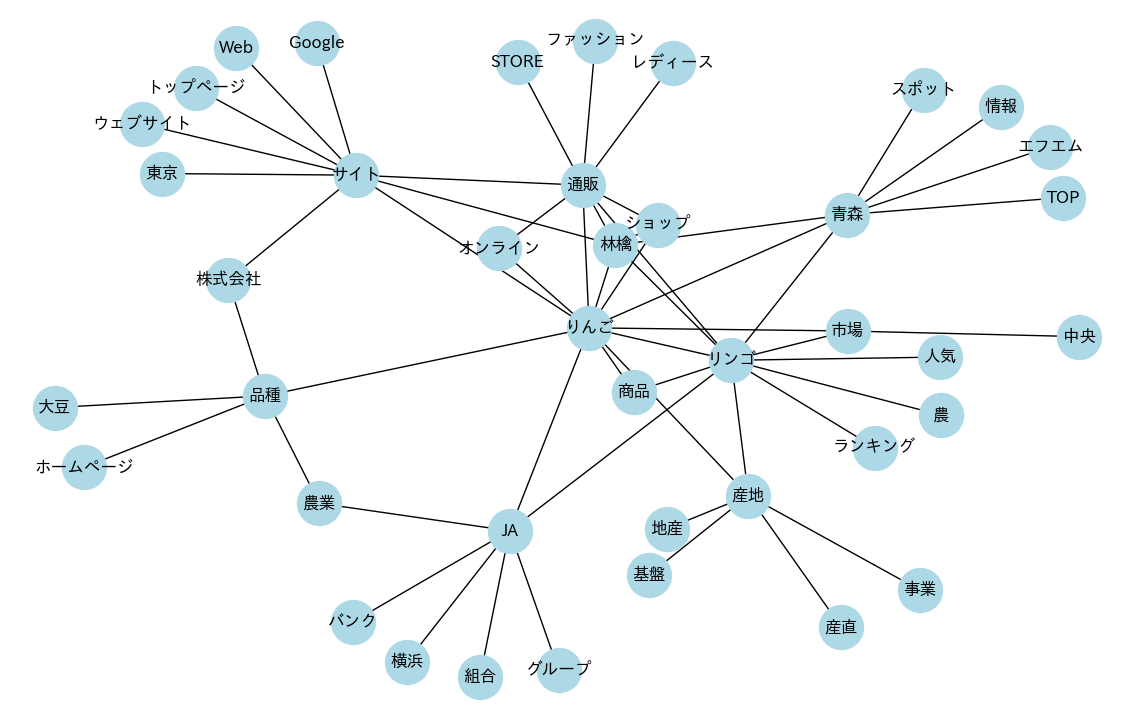 Google
ファッション
Web
STORE
レディース
トップページ
スポット
情報
ウェブサイト
エフエム
東京
サイト
通販
TOP
青森
ショップ
オンライン
林檎
株式会社
りんご
市場
中央
リンゴ
人気
商品
品種
大豆
農
ランキング
ホームページ
産地
農業
地産
JA
基盤
事業
バンク
産直
横浜
グループ
組合